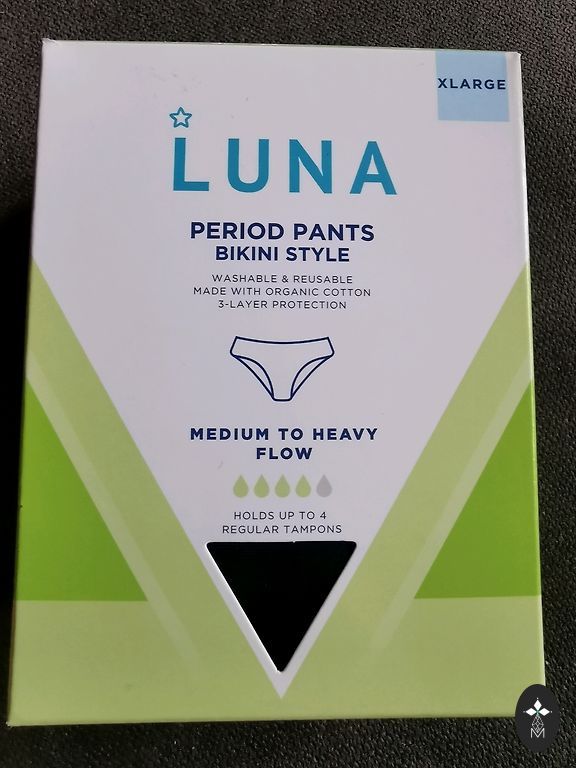 XLARGE
LUNA
PERIOD PANTS
BIKINI STYLE
WASHABLE & REUSABLE
MADE WITH ORGANIC COTTON
3-LAYER PROTECTION
MEDIUM TO HEAVY
FLOW
HOLDS UP TO 4
REGULAR TAMPONS
M